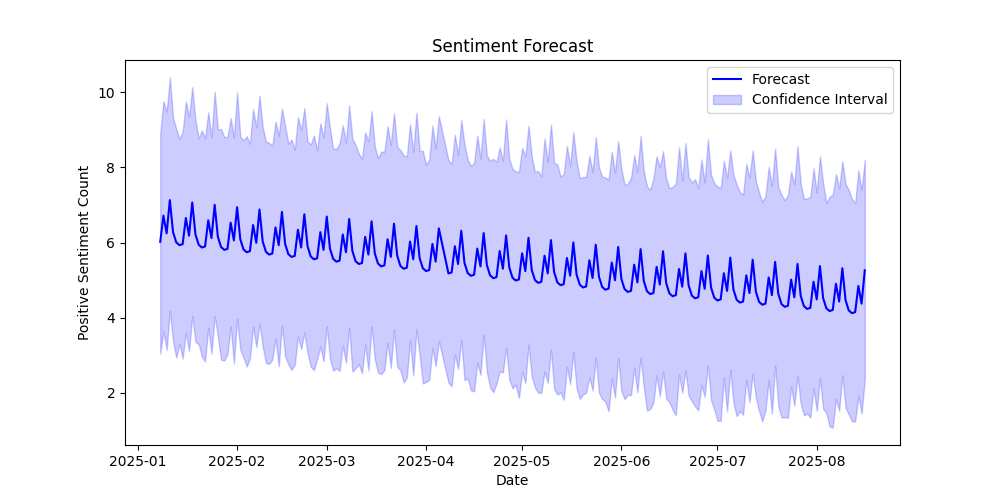 Sentiment Forecast
Forecast
Confidence Interval
Positive Sentiment Count
10
8
6
4
2
2025-01
2025-02
2025-03
2025-04
2025-05
2025-06
2025-07
2025-08
Date